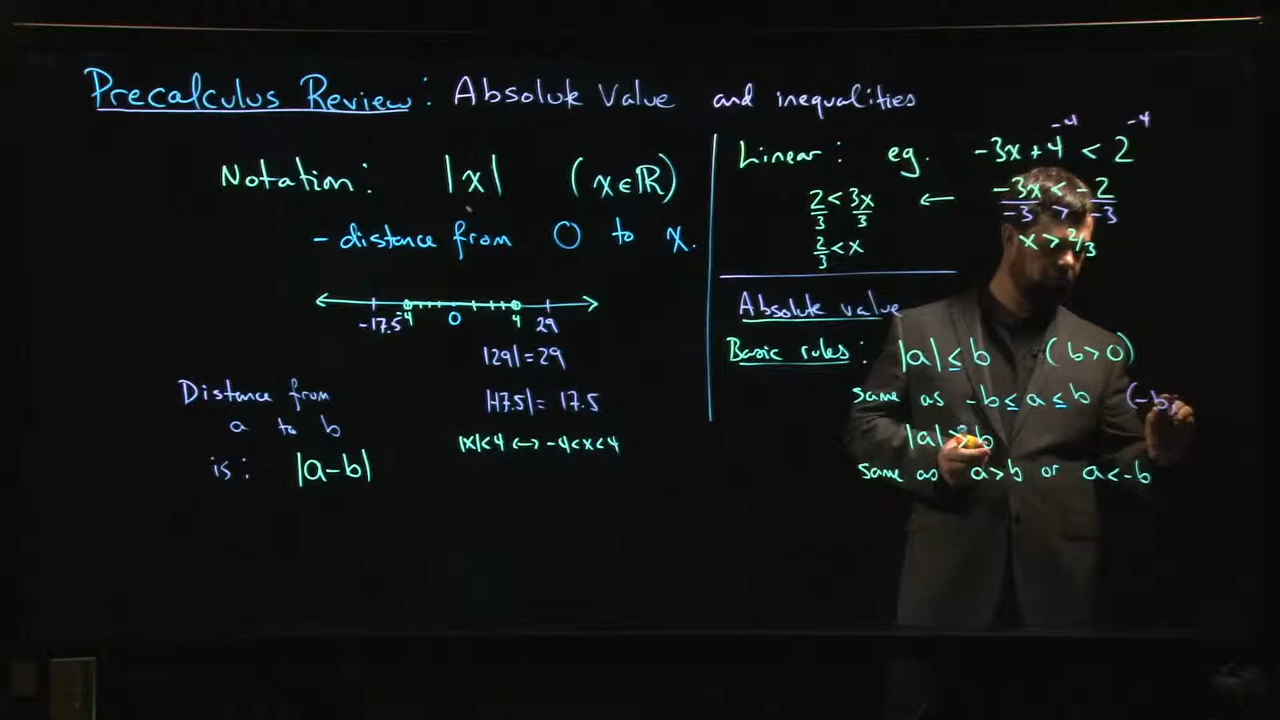 Precalculus Review: Absolute Value and inequalities
Notation: |x| (x∈ℝ)
- distance from 0 to x.
-17.5 -4 0 4 29
|29| = 29
|-17.5| = 17.5
|x|<4 ↔ -4<x<4
Distance from
a to b
is: |a-b|
Linear: eg. -3x+4 -4 < 2 -4
2/3 < 3x/3 ← -3x/-3 < > -2/-3
2/3 < x
x > 2/3
Absolute value
Basic rules: |a| ≤ b (b>0)
Same as -b ≤ a ≤ b (-b,
|a| > b
same as a>b or a<-b